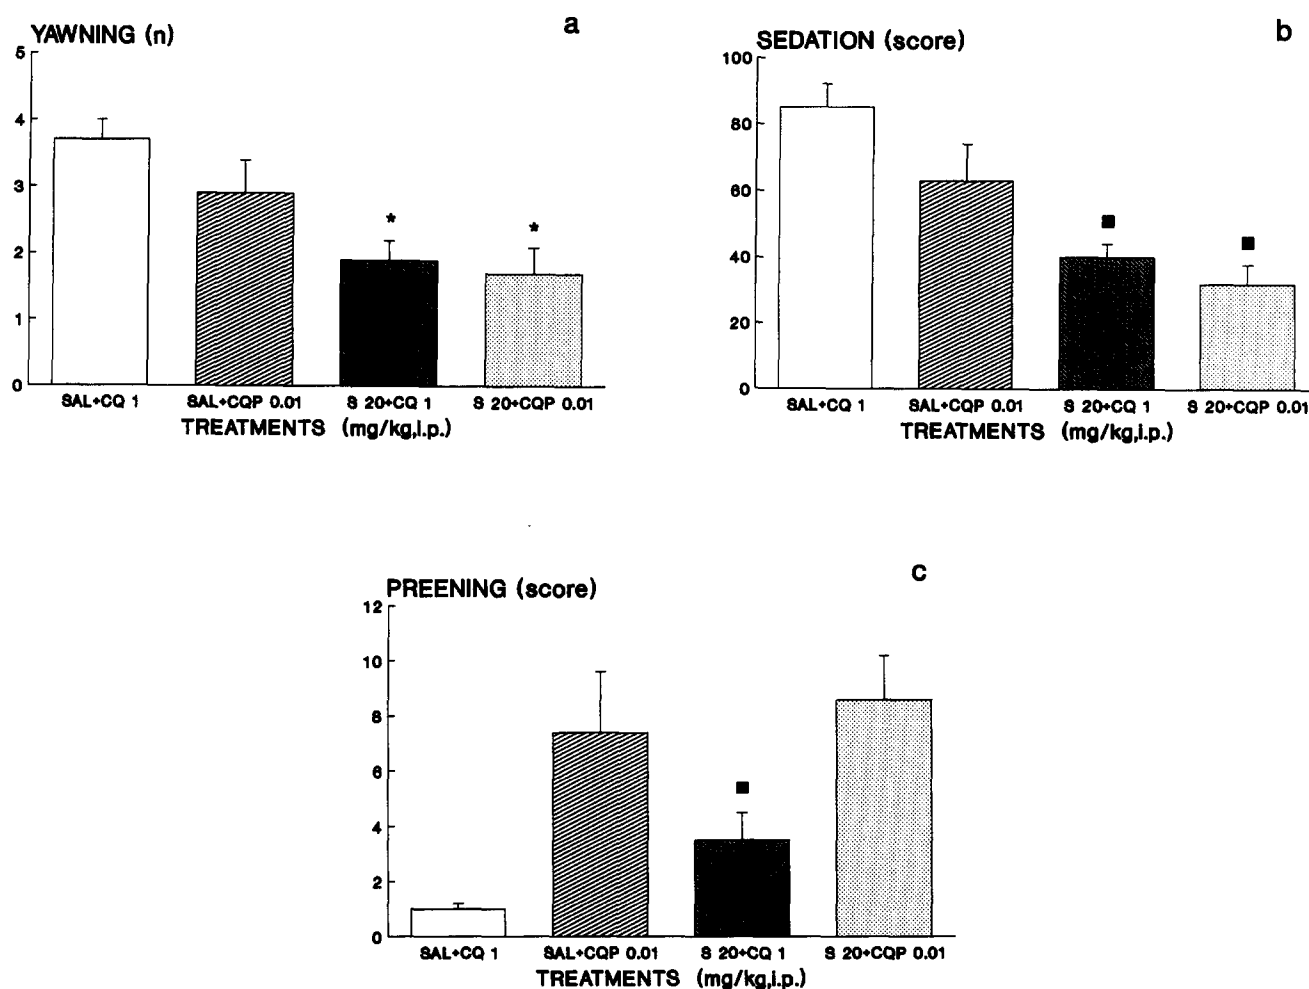 a
YAWNING (n)
5
4
3
2
1
0
*
*
SAL+CQ 1 SAL+CQP 0.01 S 20+CQ 1 S 20+CQP 0.01
TREATMENTS (mg/kg,i.p.)
b
SEDATION (score)
100
80
60
40
20
0
■
■
SAL+CQ 1 SAL+CQP 0.01 S 20+CQ 1 S 20+CQP 0.01
TREATMENTS (mg/kg,i.p.)
c
PREENING (score)
12
10
8
6
4
2
0
■
SAL+CQ 1 SAL+CQP 0.01 S 20+CQ 1 S 20+CQP 0.01
TREATMENTS (mg/kg,i.p.)